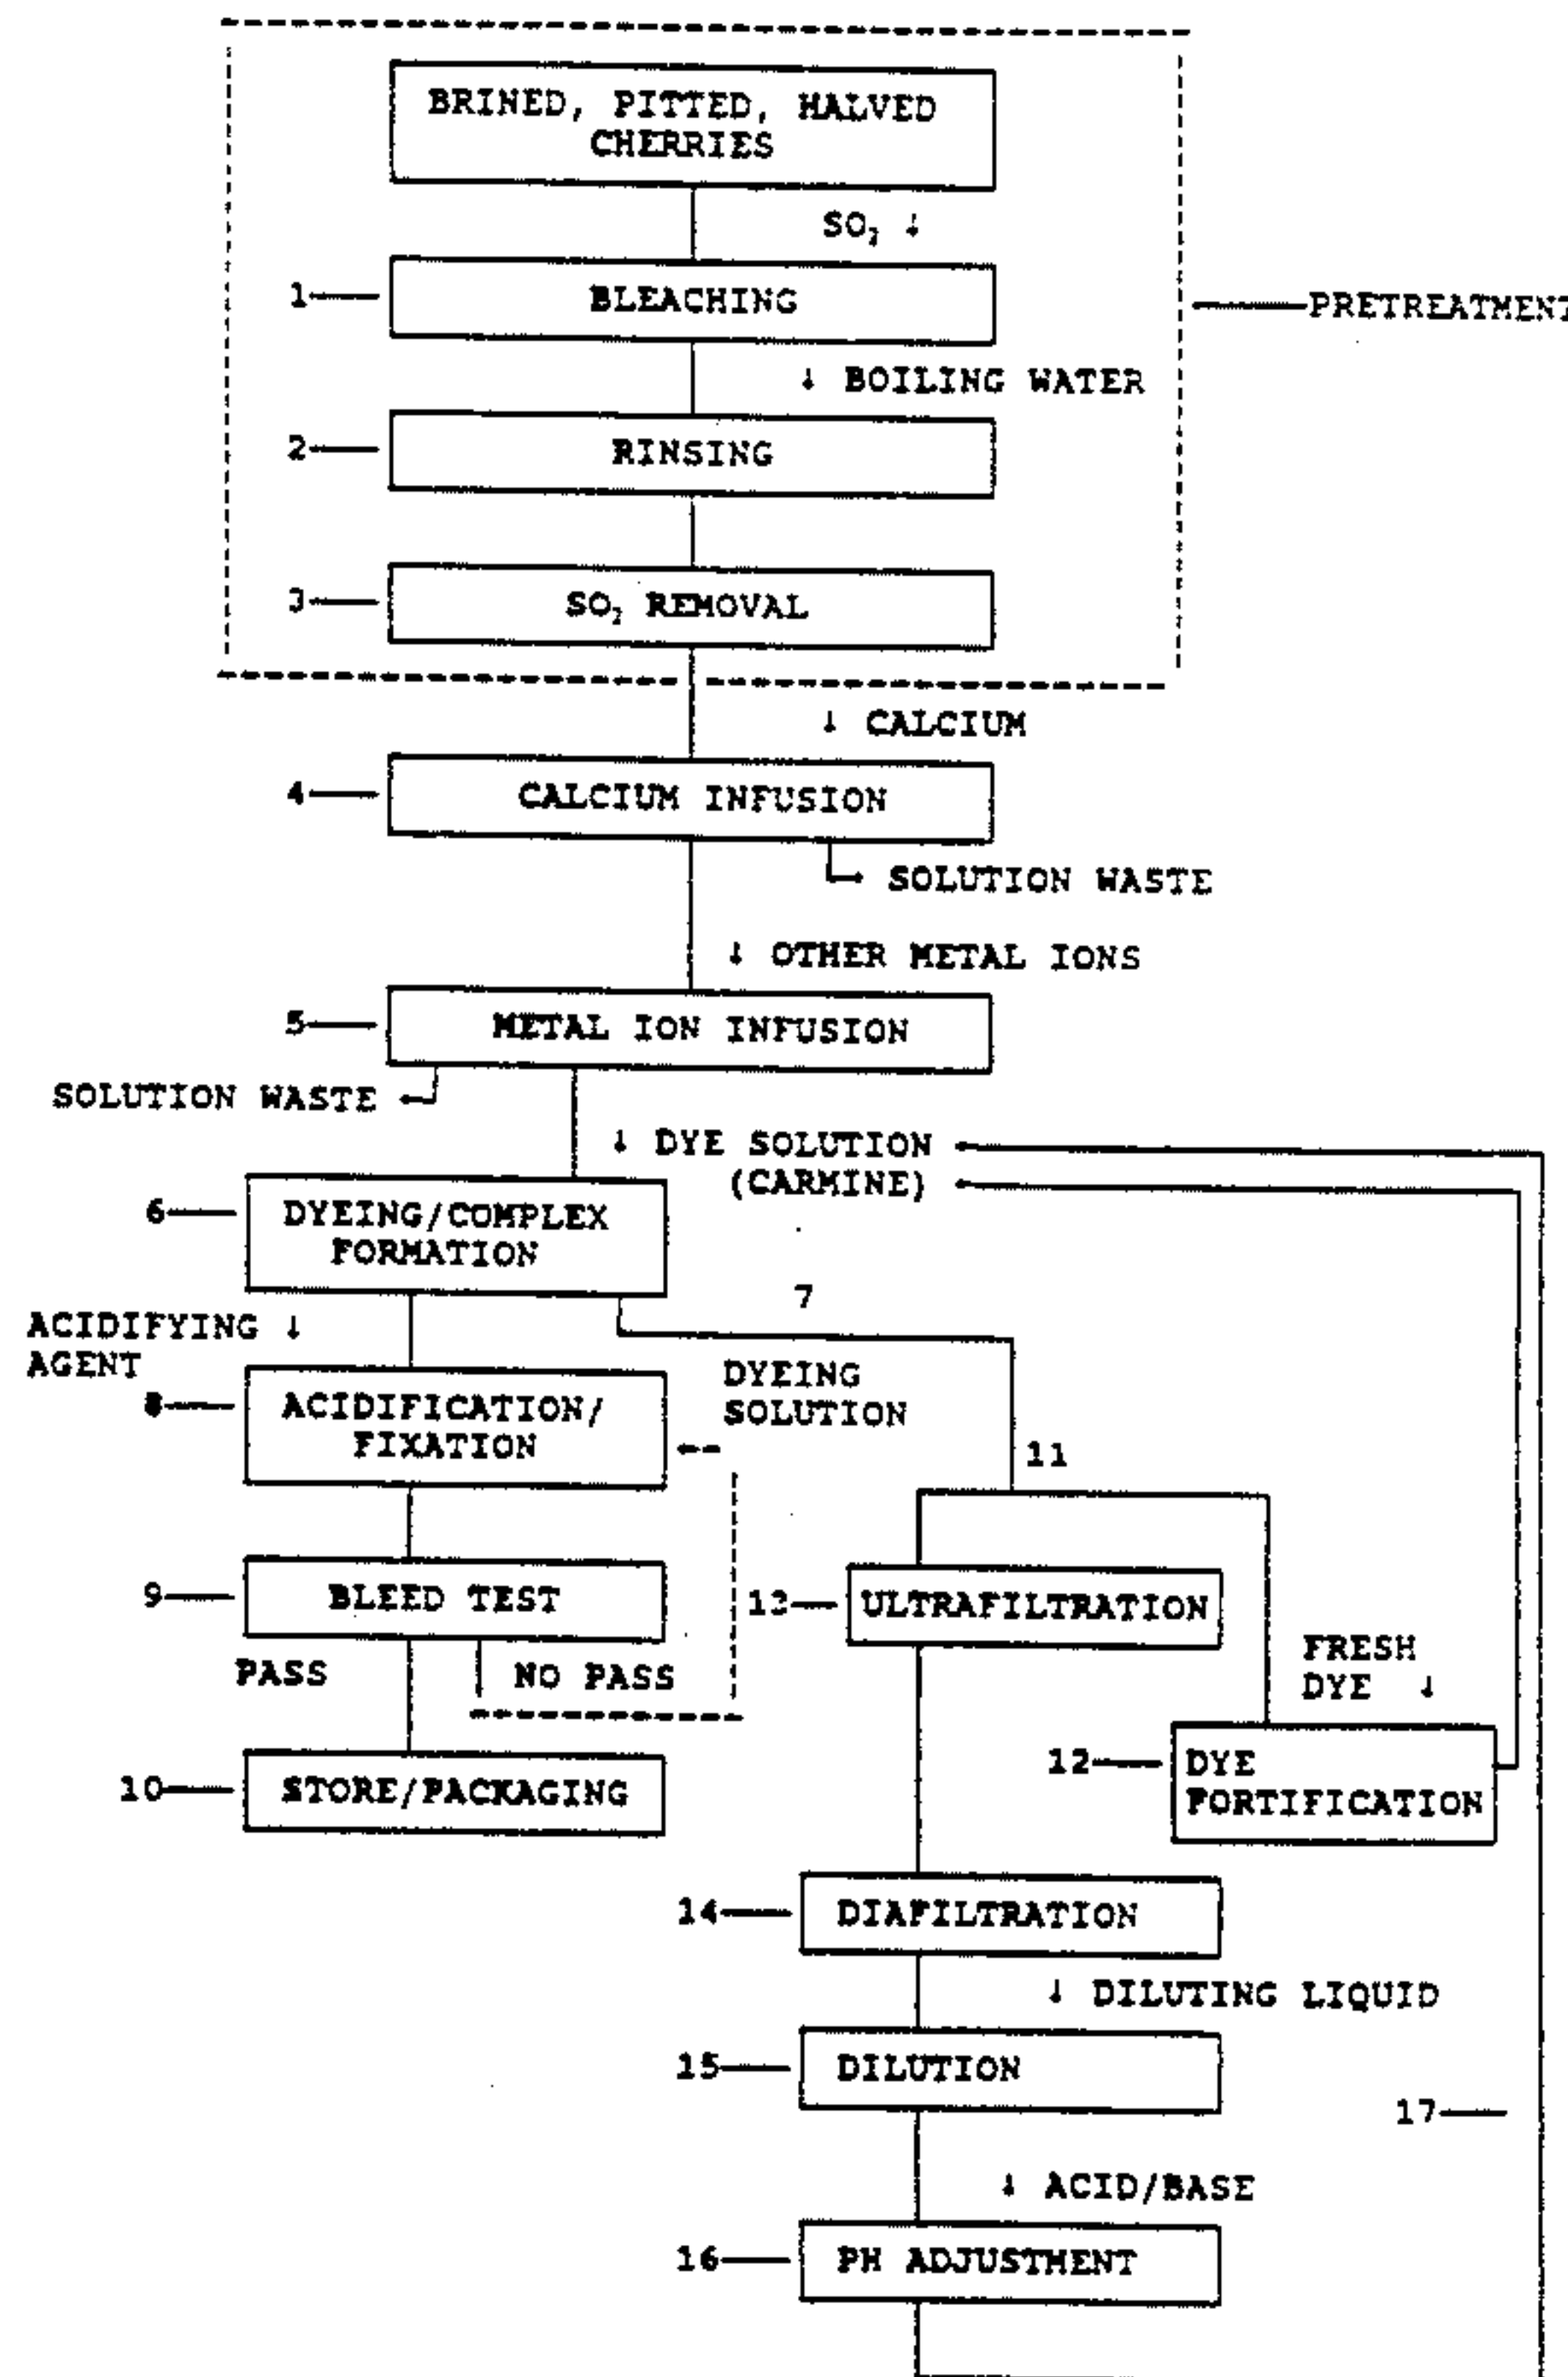 BRINED, PITTED, HALVED
CHERRIES
SO₂ ↓
1
BLEACHING
PRETREATMENT
↓ BOILING WATER
2
RINSING
3
SO₂ REMOVAL
↓ CALCIUM
4
CALCIUM INFUSION
SOLUTION WASTE
↓ OTHER METAL IONS
5
METAL ION INFUSION
SOLUTION WASTE
↓ DYE SOLUTION
(CARMINE)
6
DYEING/COMPLEX
FORMATION
7
ACIDIFYING ↓
AGENT
DYEING
SOLUTION
8
ACIDIFICATION/
FIXATION
11
9
BLEED TEST
13
ULTRAFILTRATION
PASS
NO PASS
FRESH
DYE ↓
10
STORE/PACKAGING
12
DYE
FORTIFICATION
14
DIAFILTRATION
↓ DILUTING LIQUID
15
DILUTION
17
↓ ACID/BASE
16
PH ADJUSTMENT